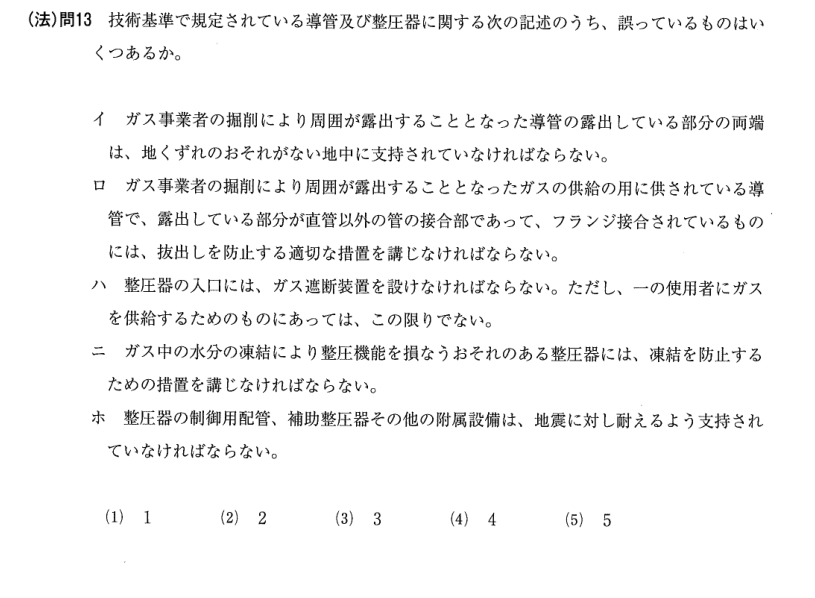 (法)問13 技術基準で規定されている導管及び整圧器に関する次の記述のうち、誤っているものはい
くつあるか。
イ ガス事業者の掘削により周囲が露出することとなった導管の露出している部分の両端
は、地くずれのおそれがない地中に支持されていなければならない。
ロ ガス事業者の掘削により周囲が露出することとなったガスの供給の用に供されている導
管で、露出している部分が直管以外の管の接合部であって、フランジ接合されているもの
には、抜出しを防止する適切な措置を講じなければならない。
ハ 整圧器の入口には、ガス遮断装置を設けなければならない。ただし、一の使用者にガス
を供給するためのものにあっては、この限りでない。
ニ ガス中の水分の凍結により整圧機能を損なうおそれのある整圧器には、凍結を防止する
ための措置を講じなければならない。
ホ 整圧器の制御用配管、補助整圧器その他の附属設備は、地震に対し耐えるよう支持され
ていなければならない。
(1) 1 (2) 2 (3) 3 (4) 4 (5) 5